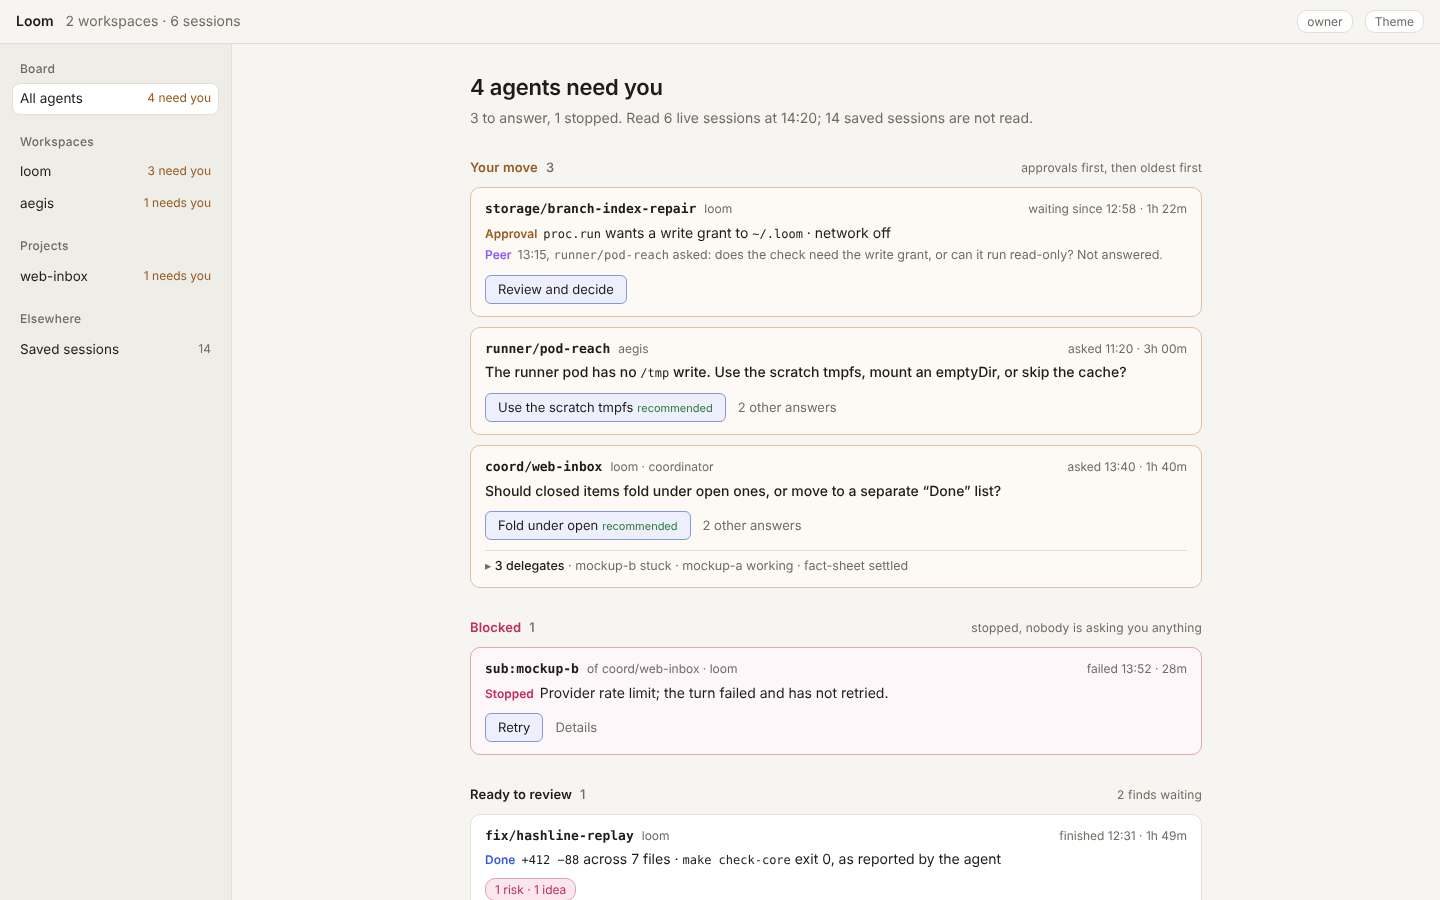 Loom 2 workspaces · 6 sessions
owner
Theme
Board
All agents 4 need you
Workspaces
loom 3 need you
aegis 1 needs you
Projects
web-inbox 1 needs you
Elsewhere
Saved sessions 14
4 agents need you
3 to answer, 1 stopped. Read 6 live sessions at 14:20; 14 saved sessions are not read.
Your move 3 approvals first, then oldest first
storage/branch-index-repair loom waiting since 12:58 · 1h 22m
Approval proc.run wants a write grant to ~/.loom · network off
Peer 13:15, runner/pod-reach asked: does the check need the write grant, or can it run read-only? Not answered.
Review and decide
runner/pod-reach aegis asked 11:20 · 3h 00m
The runner pod has no /tmp write. Use the scratch tmpfs, mount an emptyDir, or skip the cache?
Use the scratch tmpfs recommended 2 other answers
coord/web-inbox loom · coordinator asked 13:40 · 1h 40m
Should closed items fold under open ones, or move to a separate “Done” list?
Fold under open recommended 2 other answers
▸ 3 delegates · mockup-b stuck · mockup-a working · fact-sheet settled
Blocked 1 stopped, nobody is asking you anything
sub:mockup-b of coord/web-inbox · loom failed 13:52 · 28m
Stopped Provider rate limit; the turn failed and has not retried.
Retry Details
Ready to review 1 2 finds waiting
fix/hashline-replay loom finished 12:31 · 1h 49m
Done +412 −88 across 7 files · make check-core exit 0, as reported by the agent
1 risk · 1 idea